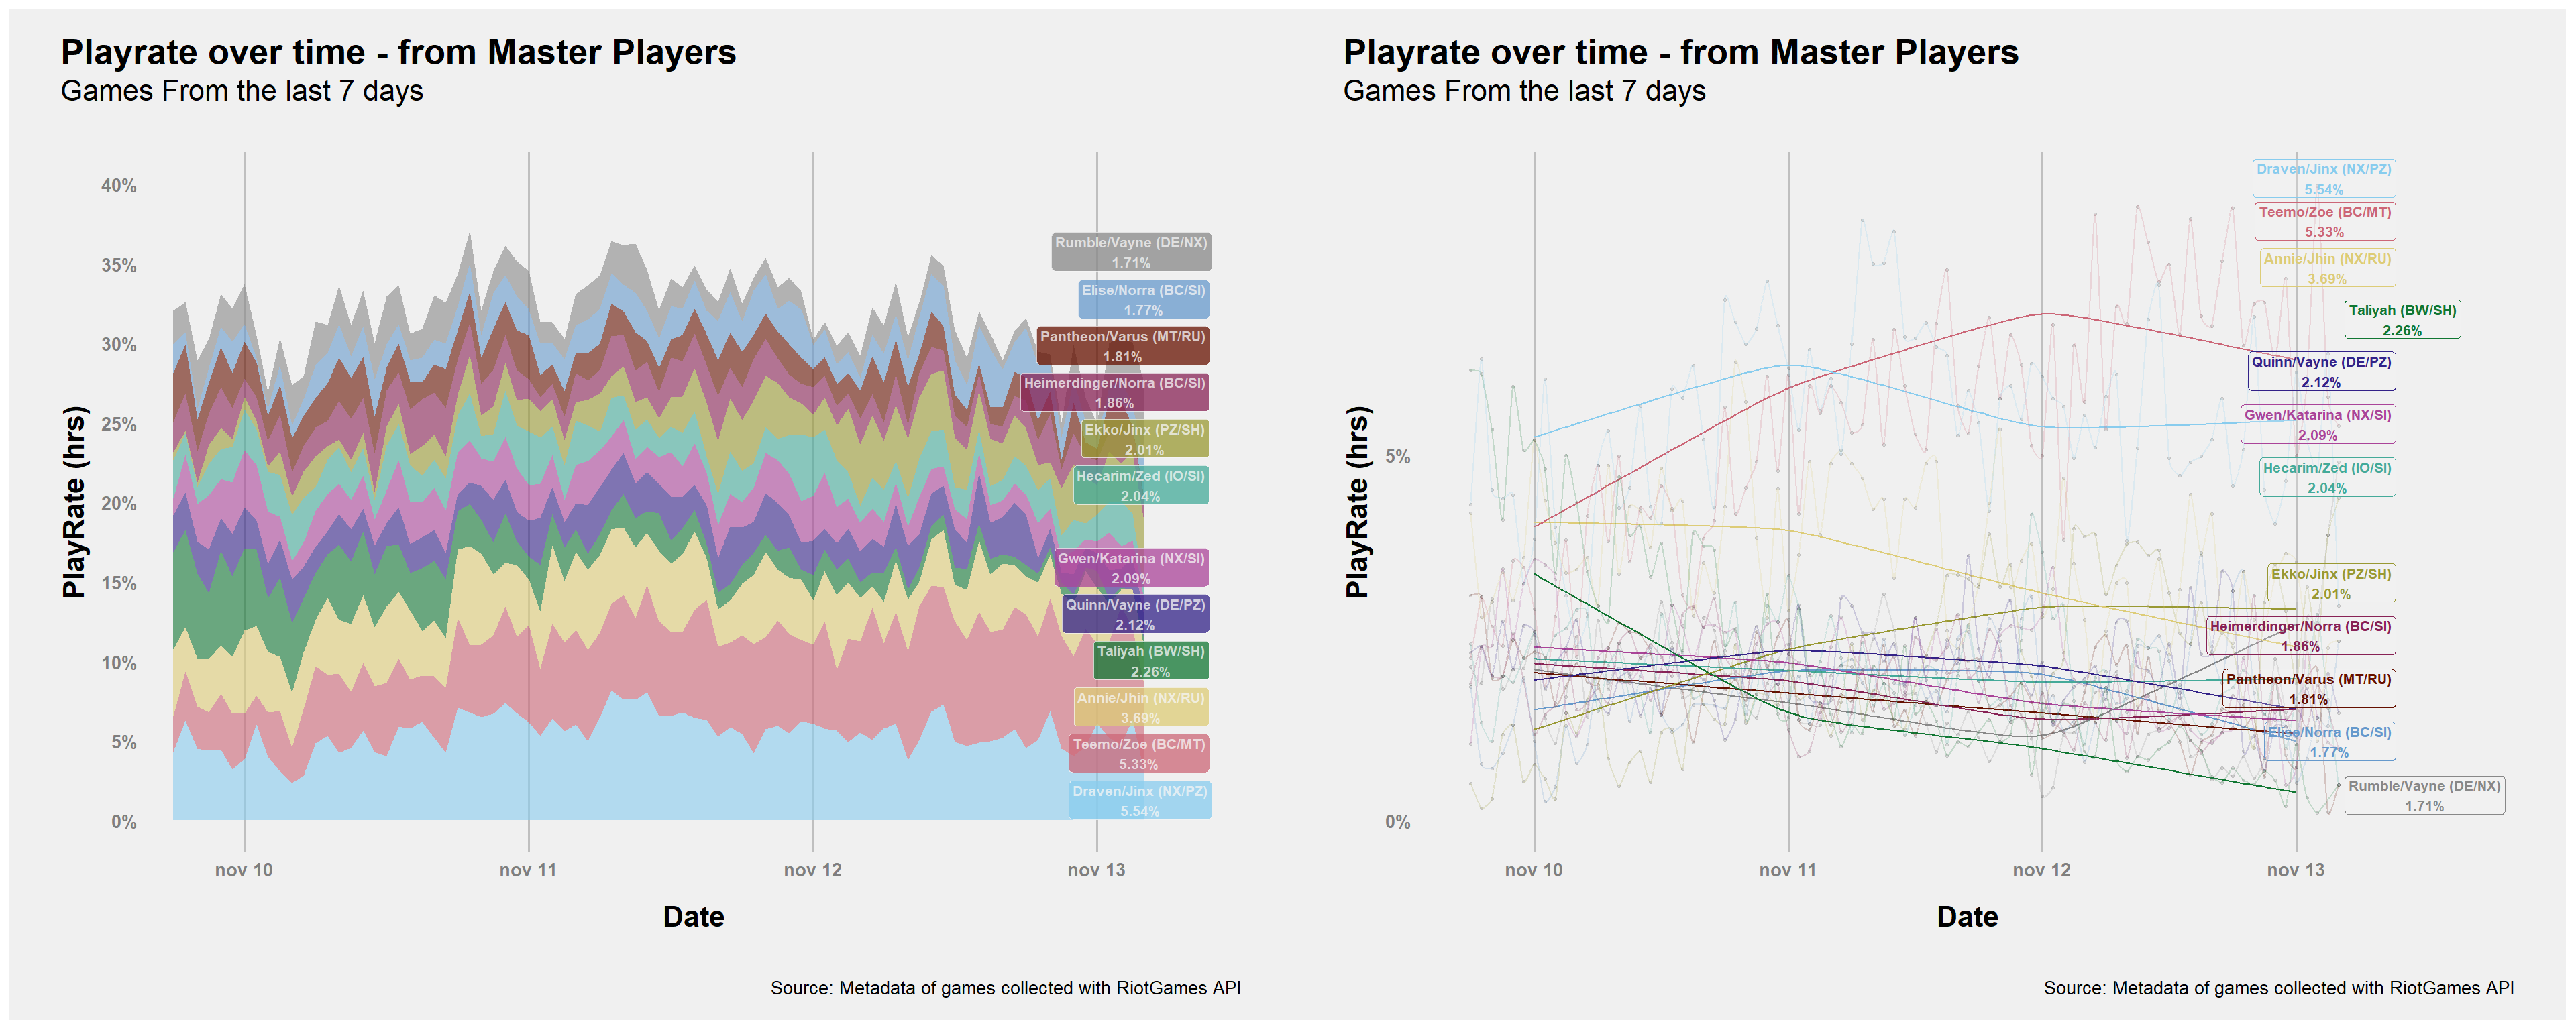 Playrate over time - from Master Players
Games From the last 7 days
PlayRate (hrs)
40%
35%
30%
25%
20%
15%
10%
5%
0%
Rumble/Vayne (DE/NX)
1.71%
Elise/Norra (BC/SI)
1.77%
Pantheon/Varus (MT/RU)
1.81%
Heimerdinger/Norra (BC/SI)
1.86%
Ekko/Jinx (PZ/SH)
2.01%
Hecarim/Zed (IO/SI)
2.04%
Gwen/Katarina (NX/SI)
2.09%
Quinn/Vayne (DE/PZ)
2.12%
Taliyah (BW/SH)
2.26%
Annie/Jhin (NX/RU)
3.69%
Teemo/Zoe (BC/MT)
5.33%
Draven/Jinx (NX/PZ)
5.54%
nov 10
nov 11
nov 12
nov 13
Date
Source: Metadata of games collected with RiotGames API
Playrate over time - from Master Players
Games From the last 7 days
PlayRate (hrs)
5%
0%
Draven/Jinx (NX/PZ)
5.54%
Teemo/Zoe (BC/MT)
5.33%
Annie/Jhin (NX/RU)
3.69%
Taliyah (BW/SH)
2.26%
Quinn/Vayne (DE/PZ)
2.12%
Gwen/Katarina (NX/SI)
2.09%
Hecarim/Zed (IO/SI)
2.04%
Ekko/Jinx (PZ/SH)
2.01%
Heimerdinger/Norra (BC/SI)
1.86%
Pantheon/Varus (MT/RU)
1.81%
Elise/Norra (BC/SI)
1.77%
Rumble/Vayne (DE/NX)
1.71%
nov 10
nov 11
nov 12
nov 13
Date
Source: Metadata of games collected with RiotGames API